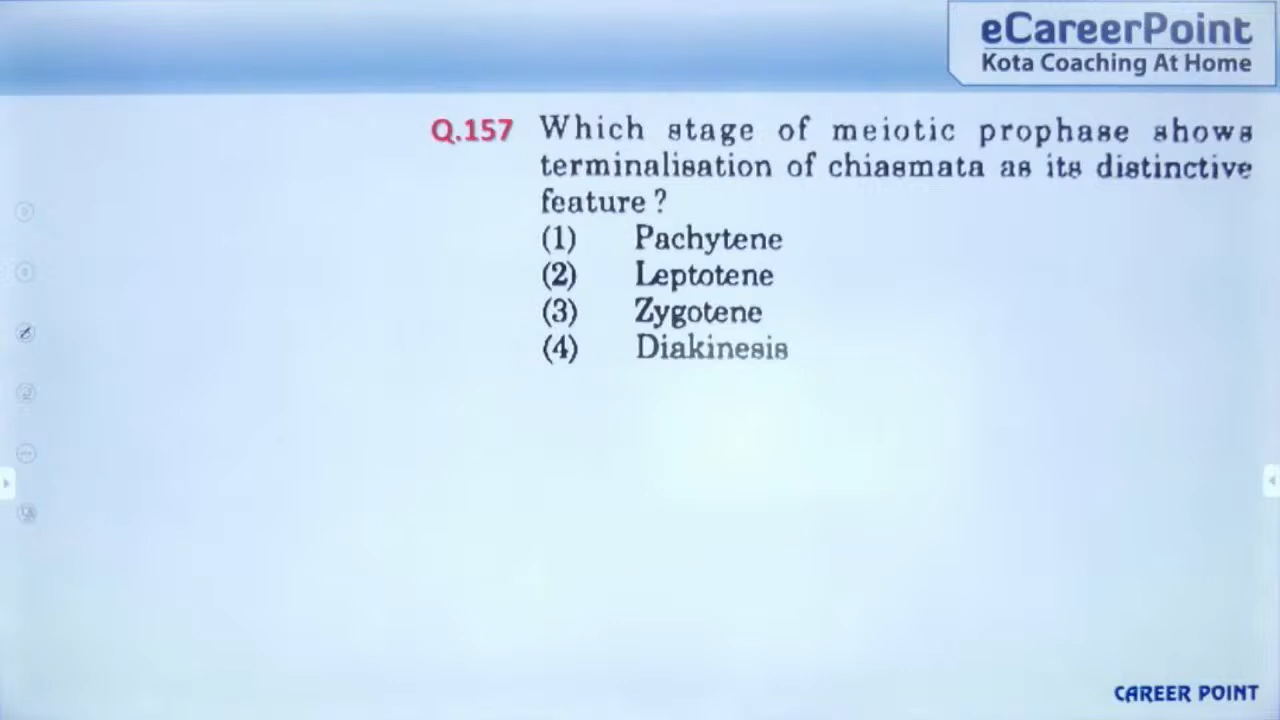 eCareerPoint
Kota Coaching At Home
Q.157 Which stage of meiotic prophase shows
terminalisation of chiasmata as its distinctive
feature ?
(1) Pachytene
(2) Leptotene
(3) Zygotene
(4) Diakinesis
CAREER POINT